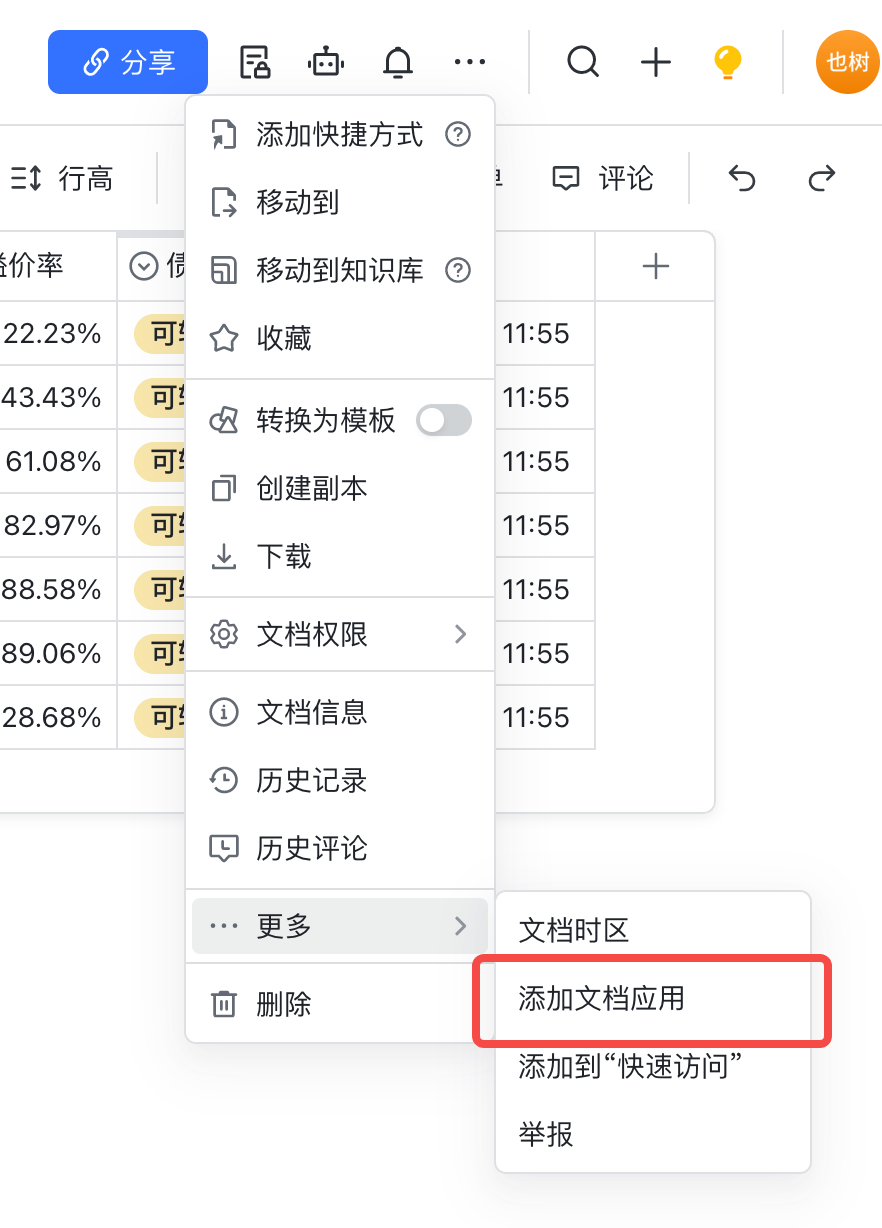 分享
也树
行高
评论
价率
22.23%
11:55
43.43%
11:55
61.08%
11:55
82.97%
11:55
88.58%
11:55
89.06%
11:55
28.68%
11:55
添加快捷方式
移动到
移动到知识库
收藏
转换为模板
创建副本
下载
文档权限
文档信息
历史记录
历史评论
更多
删除
文档时区
添加文档应用
添加到“快速访问”
举报